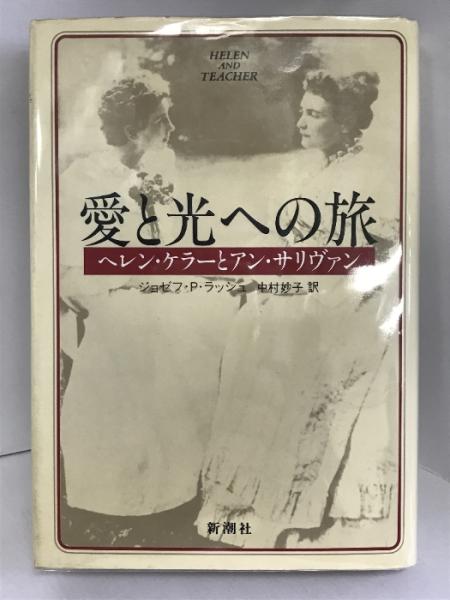 HELEN
AND
TEACHER
愛と光への旅
ヘレン・ケラーとアン・サリヴァン
ジョゼフ・P・ラッシュ 中村妙子 訳
新潮社